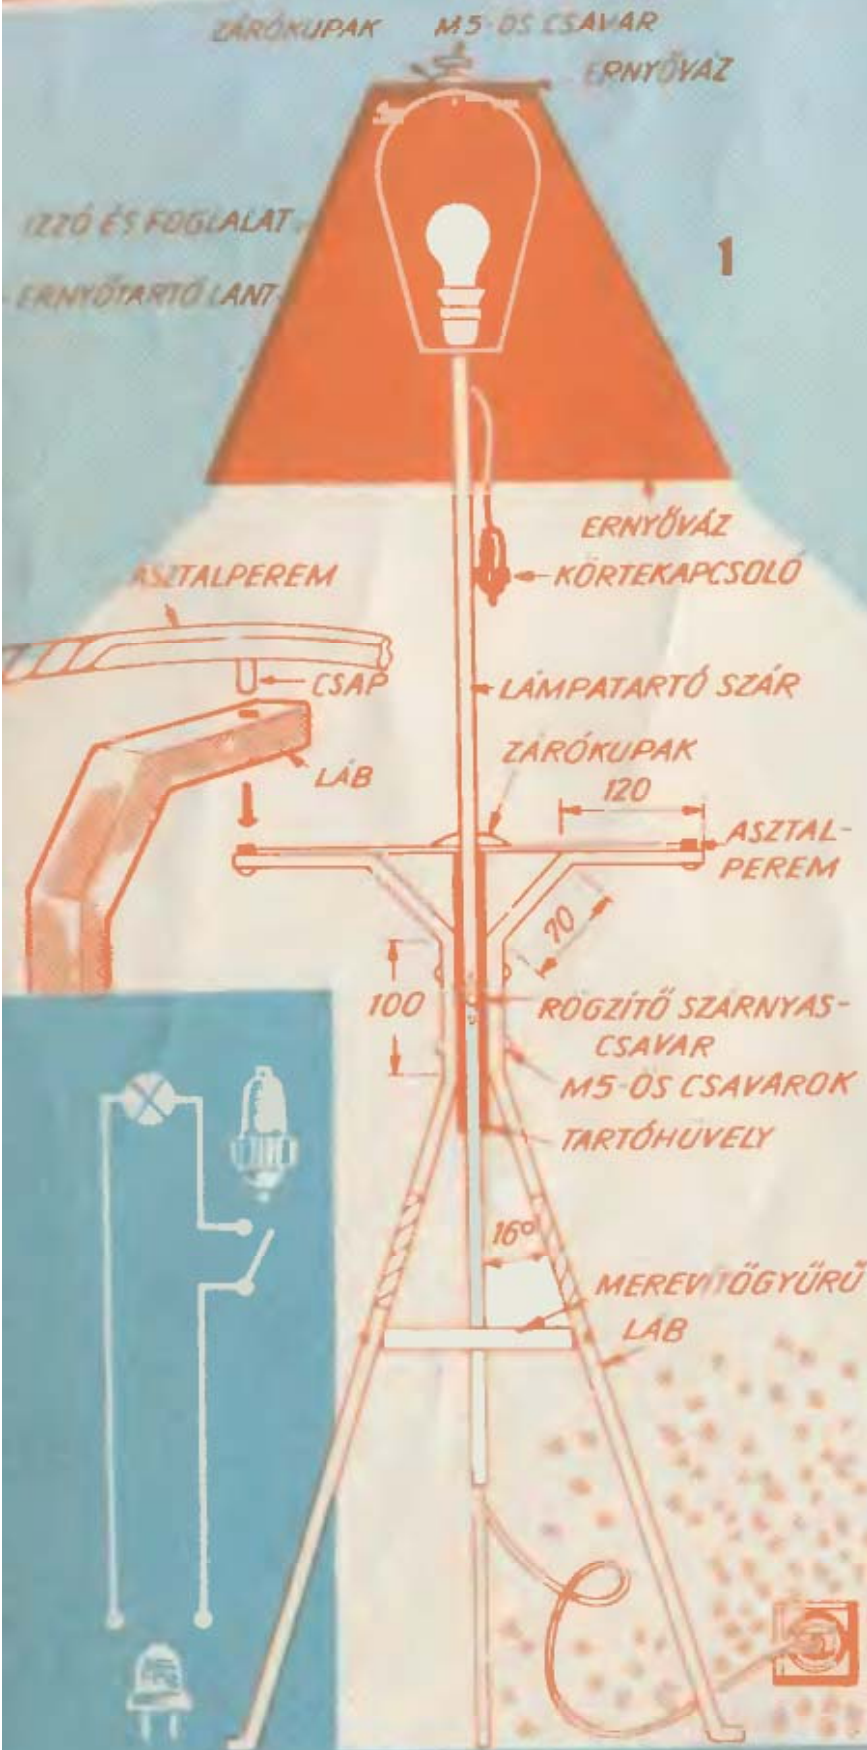 ZÁRÓKUPAK
M5-ÖS CSAVAR
ERNYŐVÁZ
IZZÓ ÉS FOGLALAT
ERNYŐTARTÓ LANT
1
ERNYŐVÁZ
KÖRTEKAPCSOLÓ
ASZTALPEREM
CSAP
LÁMPATARTÓ SZÁR
LÁB
ZÁRÓKUPAK
120
ASZTAL-
PEREM
70
100
RÖGZÍTŐ SZÁRNYAS-
CSAVAR
M5-ÖS CSAVAROK
TARTÓHÜVELY
16°
MEREVÍTŐGYŰRŰ
LÁB